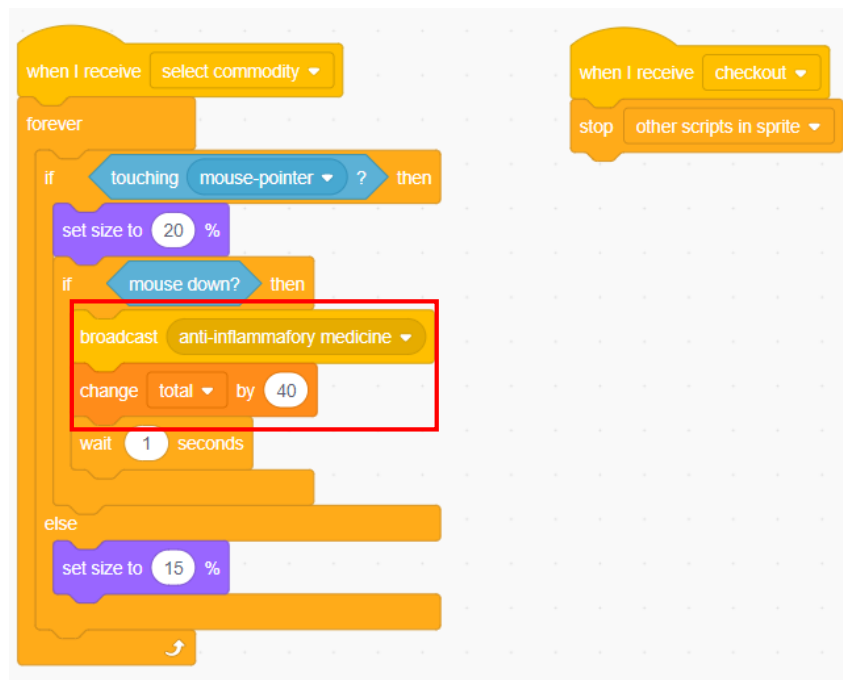 when I receive select commodity
forever
if touching mouse-pointer ? then
set size to 20 %
if mouse down? then
broadcast anti-inflammafory medicine
change total by 40
wait 1 seconds
else
set size to 15 %
when I receive checkout
stop other scripts in sprite